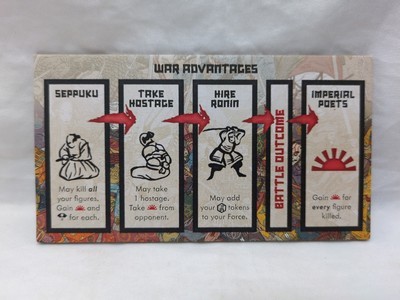 WAR ADVANTAGES
SEPPUKU
May kill all
your figures.
Gain and
for each.
TAKE
HOSTAGE
May take
1 hostage.
Take from
opponent.
HIRE
RONIN
May add
your tokens
to your Force.
BATTLE OUTCOME
IMPERIAL
POETS
Gain for
every figure
killed.